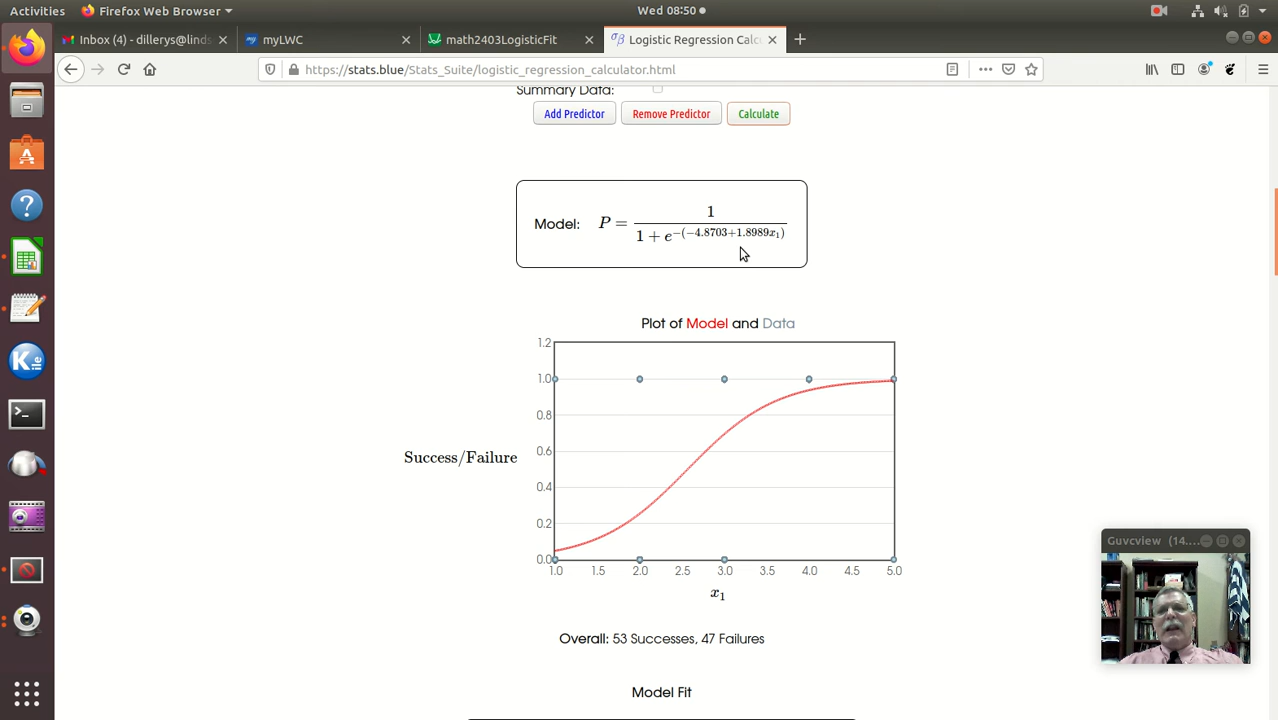 Activities Firefox Web Browser Wed 08:50
Inbox (4) - dillerys@linds
myLWC
math2403LogisticFit
σβ Logistic Regression Calc
https://stats.blue/Stats_Suite/logistic_regression_calculator.html
Summary Data:
Add Predictor Remove Predictor Calculate
Model: P = 1 / 1 + e^−(−4.8703+1.8989x₁)
Plot of Model and Data
1.2
1.0
0.8
0.6
0.4
0.2
0.0
Success/Failure
1.0 1.5 2.0 2.5 3.0 3.5 4.0 4.5 5.0
x₁
Overall: 53 Successes, 47 Failures
Model Fit
Guvcview (14....